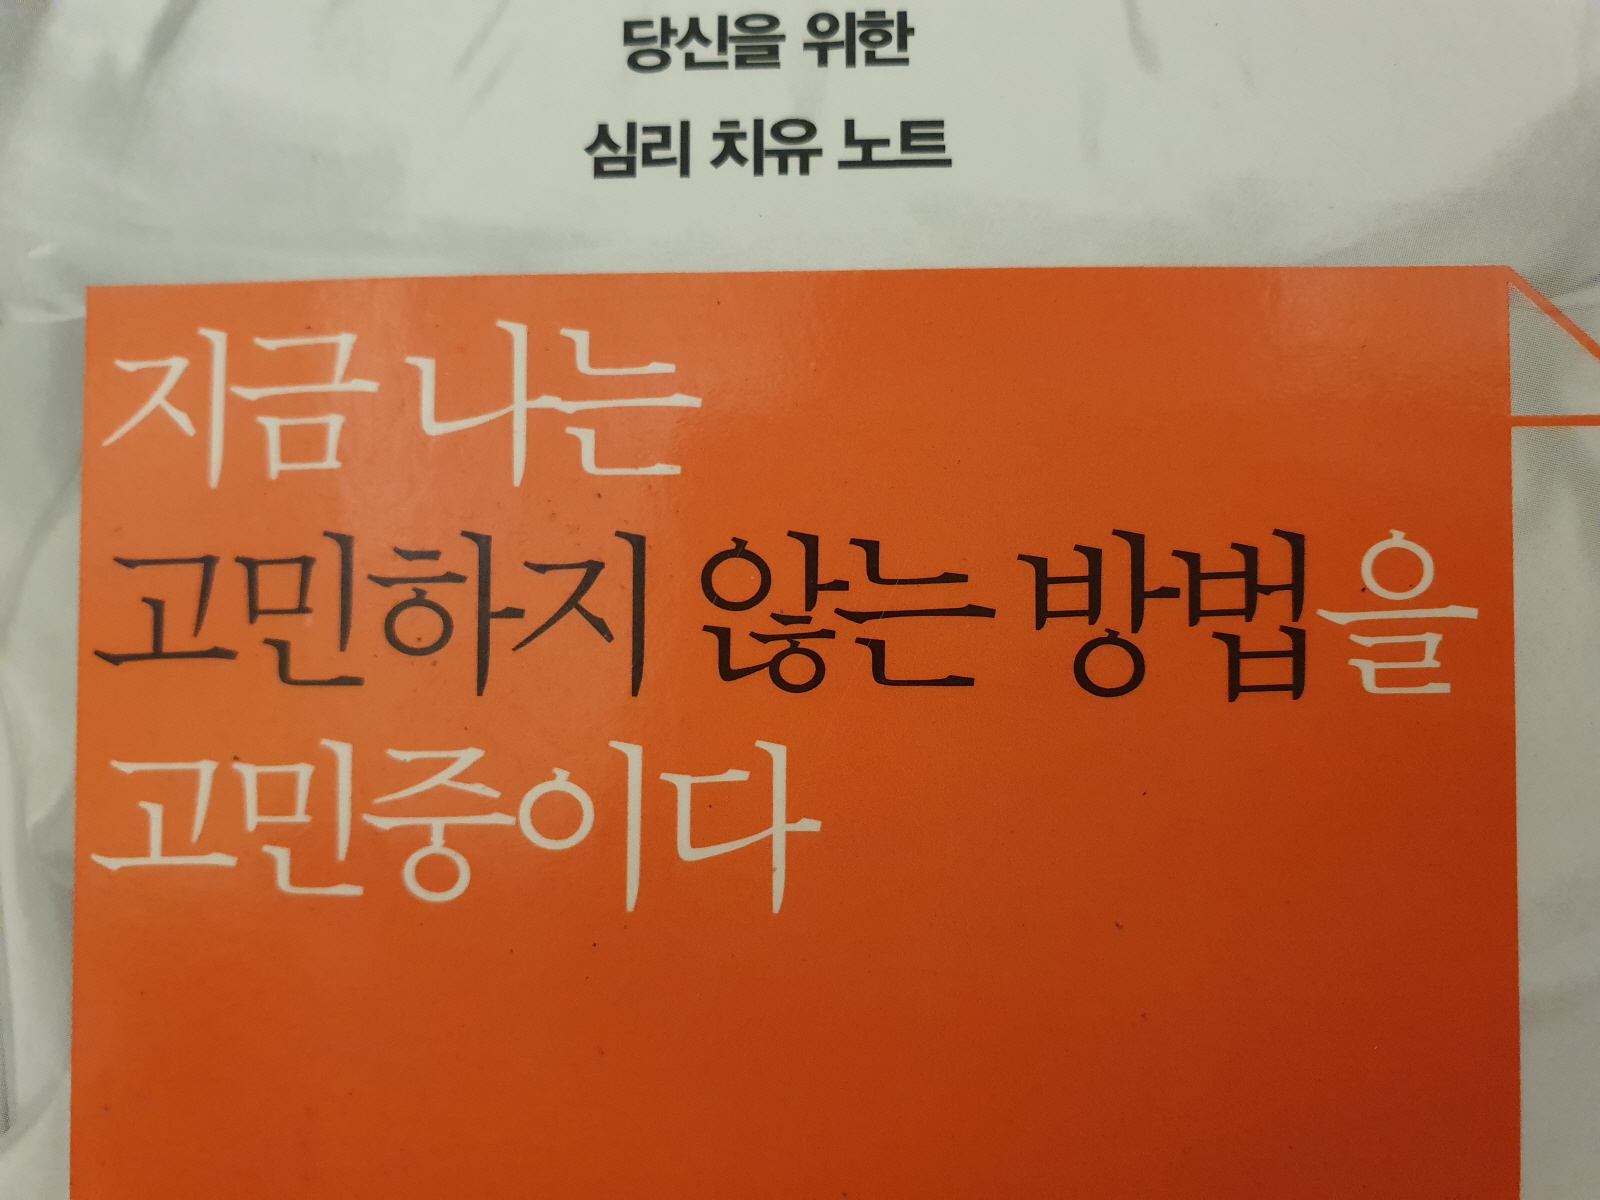 당신을 위한
심리 치유 노트
지금 나는
고민하지 않는 방법을
고민중이다